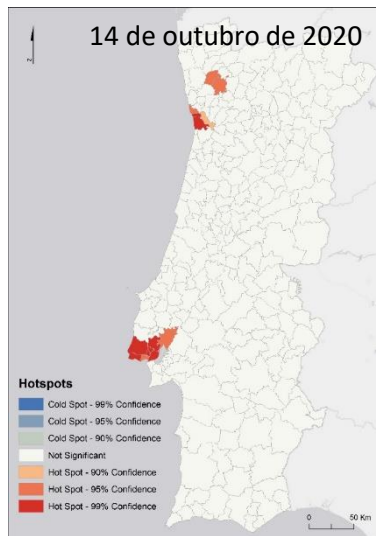 14 de outubro de 2020
N
Hotspots
Cold Spot - 99% Confidence
Cold Spot - 95% Confidence
Cold Spot - 90% Confidence
Not Significant
Hot Spot - 90% Confidence
Hot Spot - 95% Confidence
Hot Spot - 99% Confidence
0 50 Km